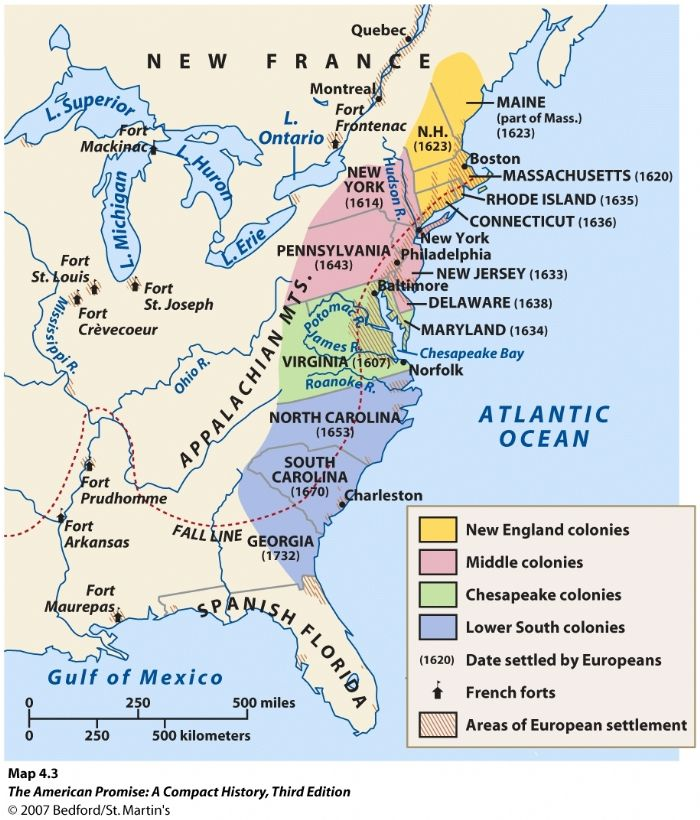 Quebec
NEW FRANCE
Montreal
L. Superior
Fort
Frontenac
MAINE
(part of Mass.)
(1623)
Fort
Mackinac
L.
Ontario
N.H.
(1623)
L. Huron
Boston
MASSACHUSETTS (1620)
Hudson R.
NEW
YORK
(1614)
L. Michigan
RHODE ISLAND (1635)
CONNECTICUT (1636)
L. Erie
New York
PENNSYLVANIA
(1643)
Philadelphia
Fort
St. Louis
NEW JERSEY (1633)
Baltimore
Fort
St. Joseph
DELAWARE (1638)
Fort
Crèvecoeur
Potomac R.
MARYLAND (1634)
Mississippi R.
James R.
Chesapeake Bay
VIRGINIA (1607)
Ohio R.
Norfolk
Roanoke R.
APPALACHIAN MTS.
NORTH CAROLINA
(1653)
ATLANTIC
OCEAN
SOUTH
CAROLINA
(1670)
Fort
Prudhomme
Charleston
Fort
Arkansas
FALL LINE
GEORGIA
(1732)
Fort
Maurepas
SPANISH FLORIDA
Gulf of Mexico
0 250 500 miles
0 250 500 kilometers
New England colonies
Middle colonies
Chesapeake colonies
Lower South colonies
(1620) Date settled by Europeans
French forts
Areas of European settlement
Map 4.3
The American Promise: A Compact History, Third Edition
© 2007 Bedford/St. Martin's